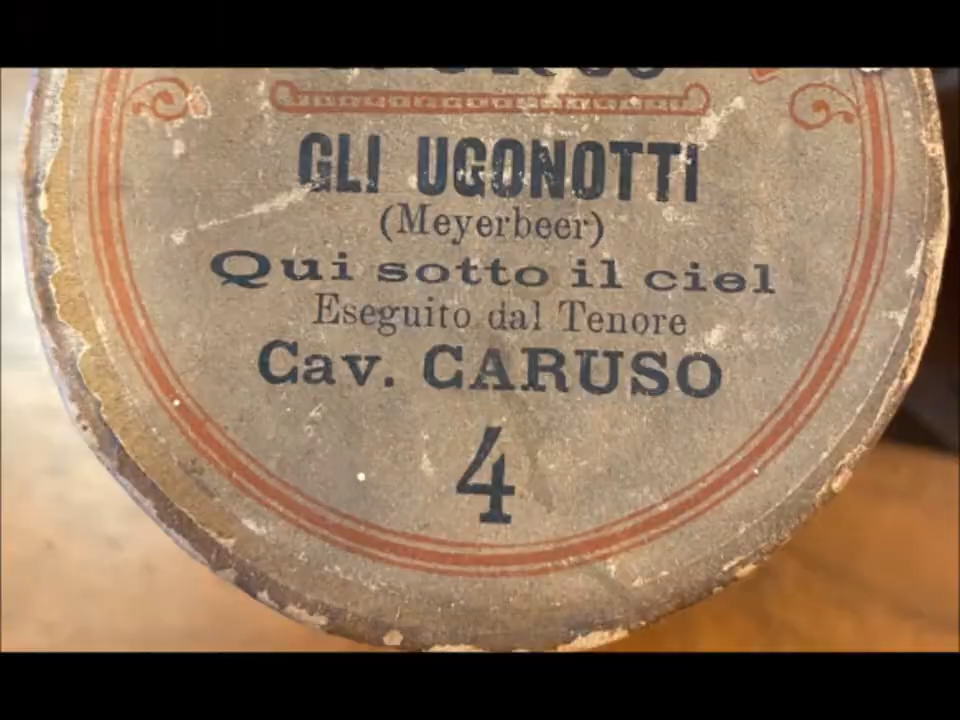 GLI UGONOTTI
(Meyerbeer)
Qui sotto il ciel
Eseguito dal Tenore
Cav. CARUSO
4